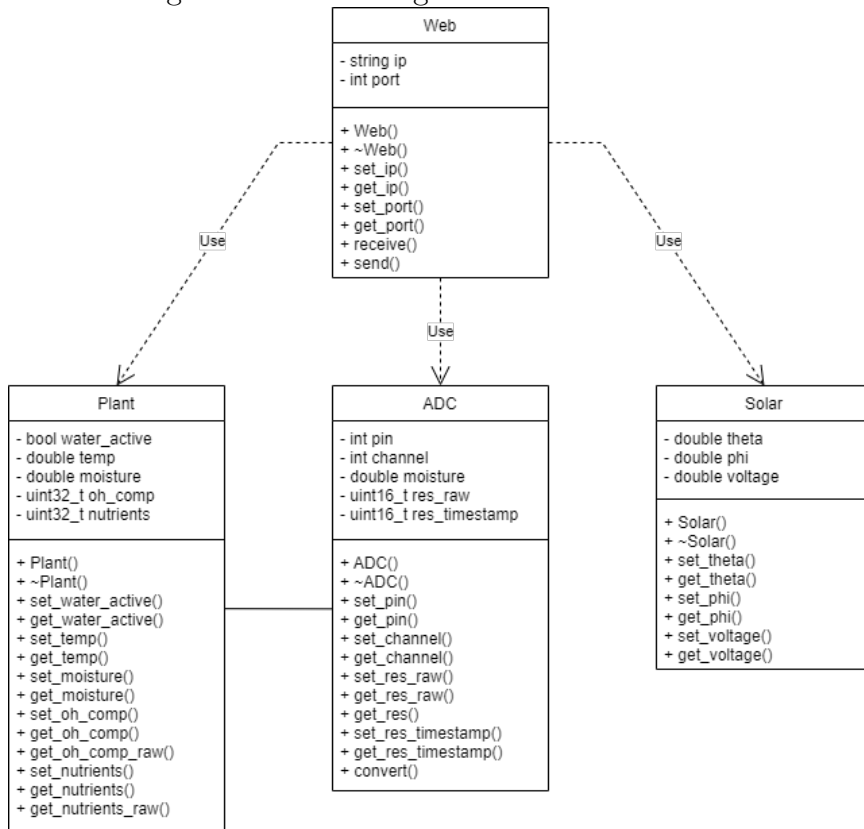 Web
- string ip
- int port
+ Web()
+ ~Web()
+ set_ip()
+ get_ip()
+ set_port()
+ get_port()
+ receive()
+ send()
Use
Use
Use
Plant
- bool water_active
- double temp
- double moisture
- uint32_t oh_comp
- uint32_t nutrients
+ Plant()
+ ~Plant()
+ set_water_active()
+ get_water_active()
+ set_temp()
+ get_temp()
+ set_moisture()
+ get_moisture()
+ set_oh_comp()
+ get_oh_comp()
+ get_oh_comp_raw()
+ set_nutrients()
+ get_nutrients()
+ get_nutrients_raw()
ADC
- int pin
- int channel
- double moisture
- uint16_t res_raw
- uint16_t res_timestamp
+ ADC()
+ ~ADC()
+ set_pin()
+ get_pin()
+ set_channel()
+ get_channel()
+ set_res_raw()
+ get_res_raw()
+ get_res()
+ set_res_timestamp()
+ get_res_timestamp()
+ convert()
Solar
- double theta
- double phi
- double voltage
+ Solar()
+ ~Solar()
+ set_theta()
+ get_theta()
+ set_phi()
+ get_phi()
+ set_voltage()
+ get_voltage()